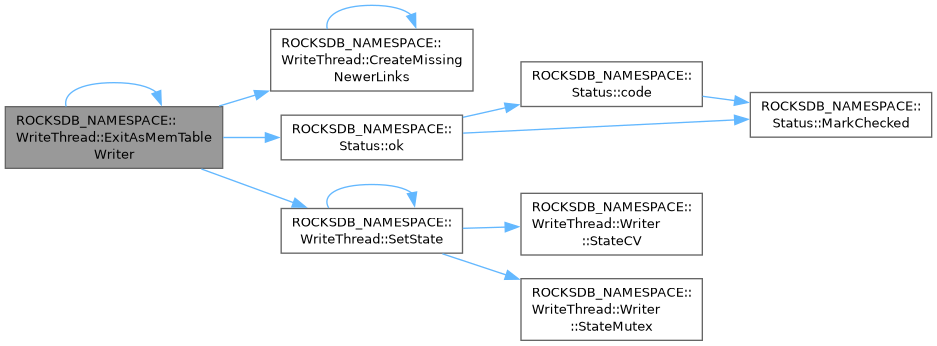 ROCKSDB_NAMESPACE::
WriteThread::ExitAsMemTable
Writer
ROCKSDB_NAMESPACE::
WriteThread::CreateMissing
NewerLinks
ROCKSDB_NAMESPACE::
Status::ok
ROCKSDB_NAMESPACE::
WriteThread::SetState
ROCKSDB_NAMESPACE::
Status::code
ROCKSDB_NAMESPACE::
Status::MarkChecked
ROCKSDB_NAMESPACE::
WriteThread::Writer
::StateCV
ROCKSDB_NAMESPACE::
WriteThread::Writer
::StateMutex